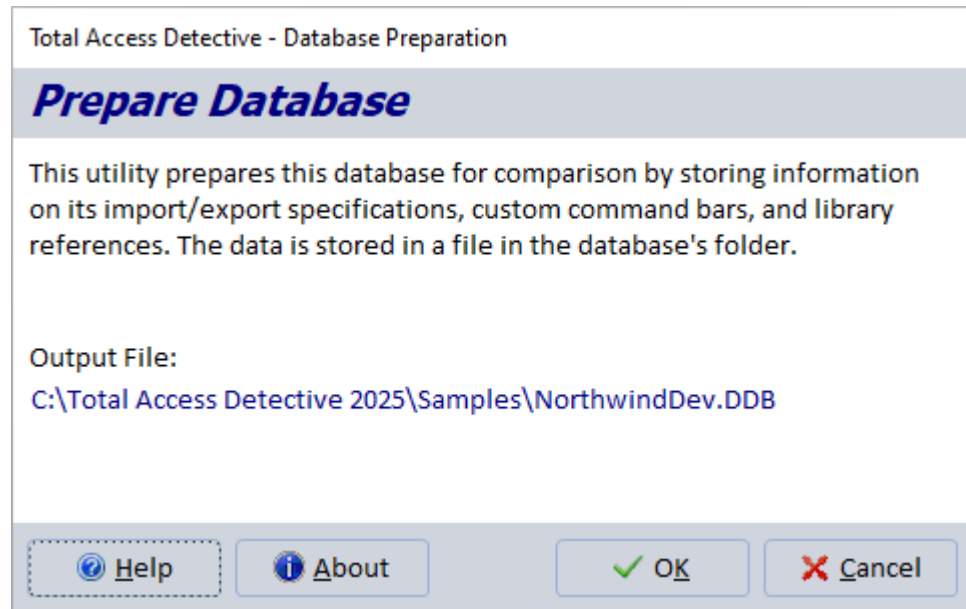 Total Access Detective - Database Preparation
Prepare Database
This utility prepares this database for comparison by storing information
on its import/export specifications, custom command bars, and library
references. The data is stored in a file in the database's folder.
Output File:
C:\Total Access Detective 2025\Samples\NorthwindDev.DDB
Help About OK Cancel